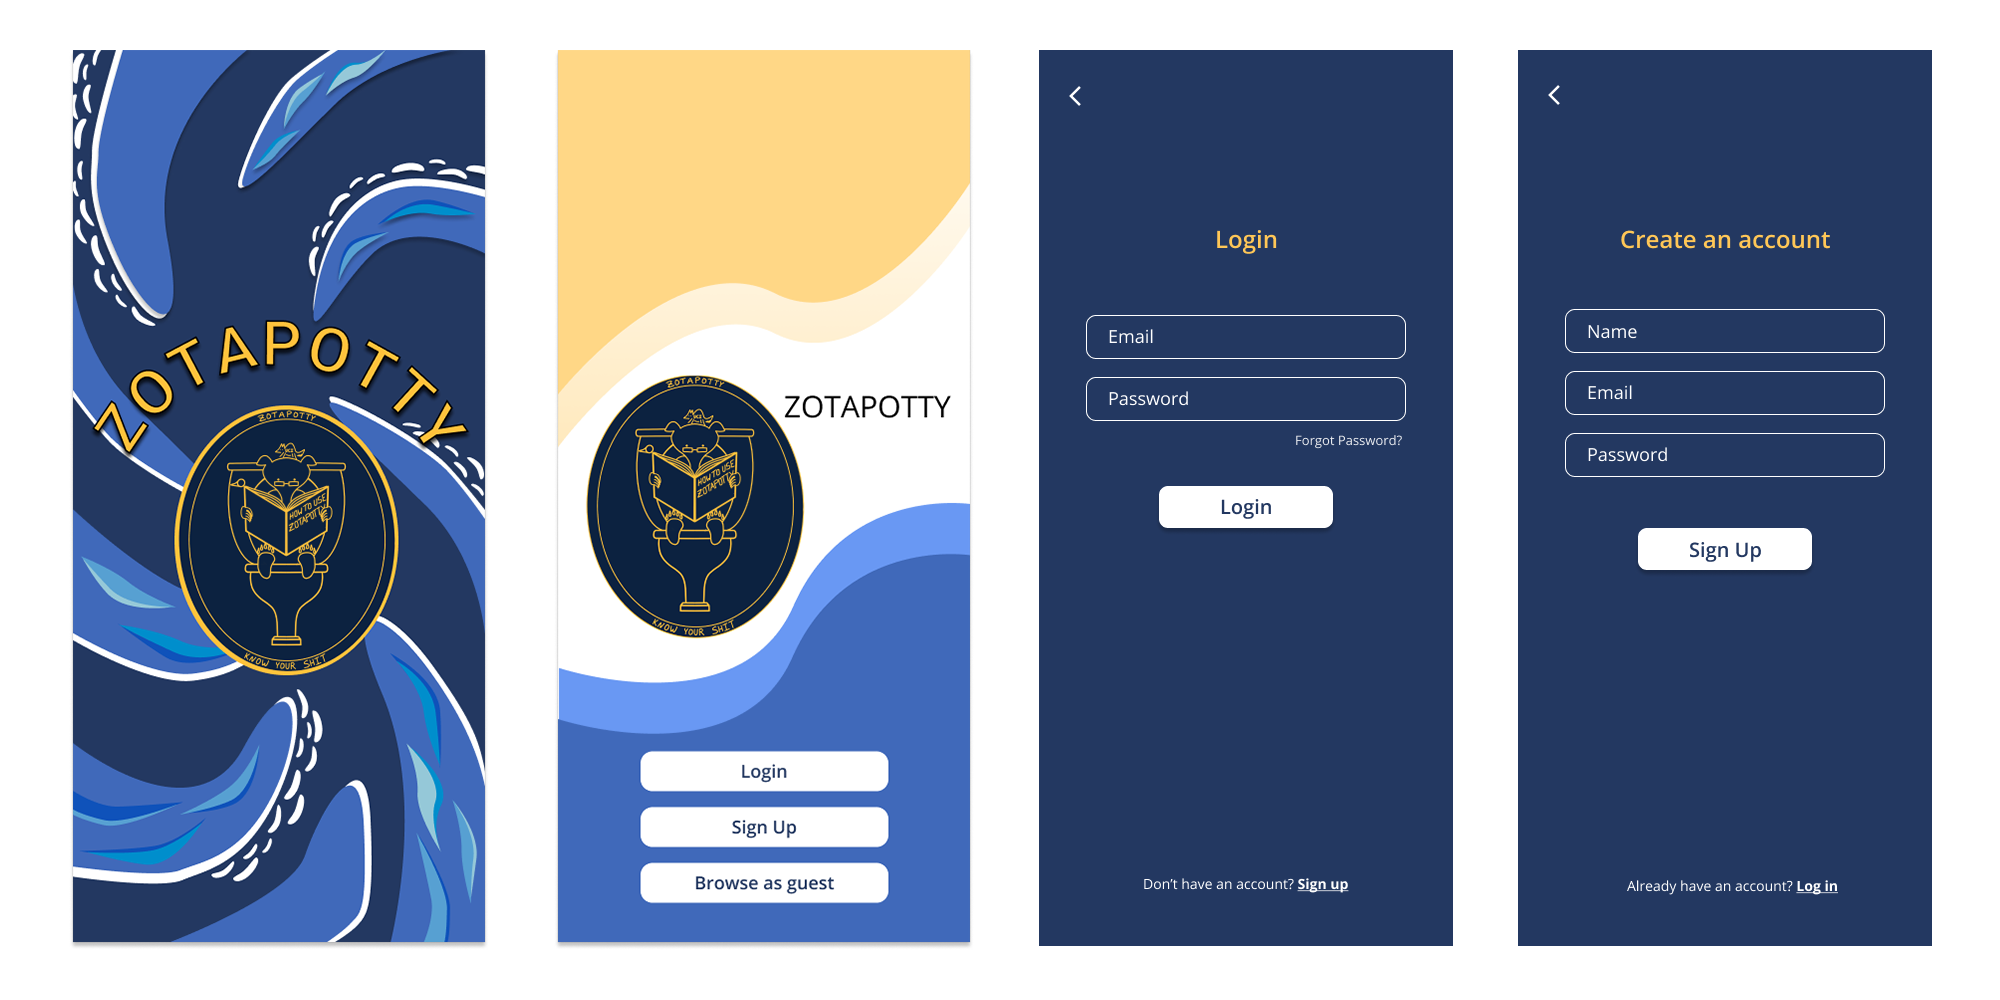 ZOTAPOTTY
ZOTAPOTTY
HOW TO USE
ZOTAPOTTY
KNOW YOUR SHIT
ZOTAPOTTY
ZOTAPOTTY
HOW TO USE
ZOTAPOTTY
KNOW YOUR SHIT
Login
Sign Up
Browse as guest
Login
Email
Password
Forgot Password?
Login
Don't have an account? Sign up
Create an account
Name
Email
Password
Sign Up
Already have an account? Log in